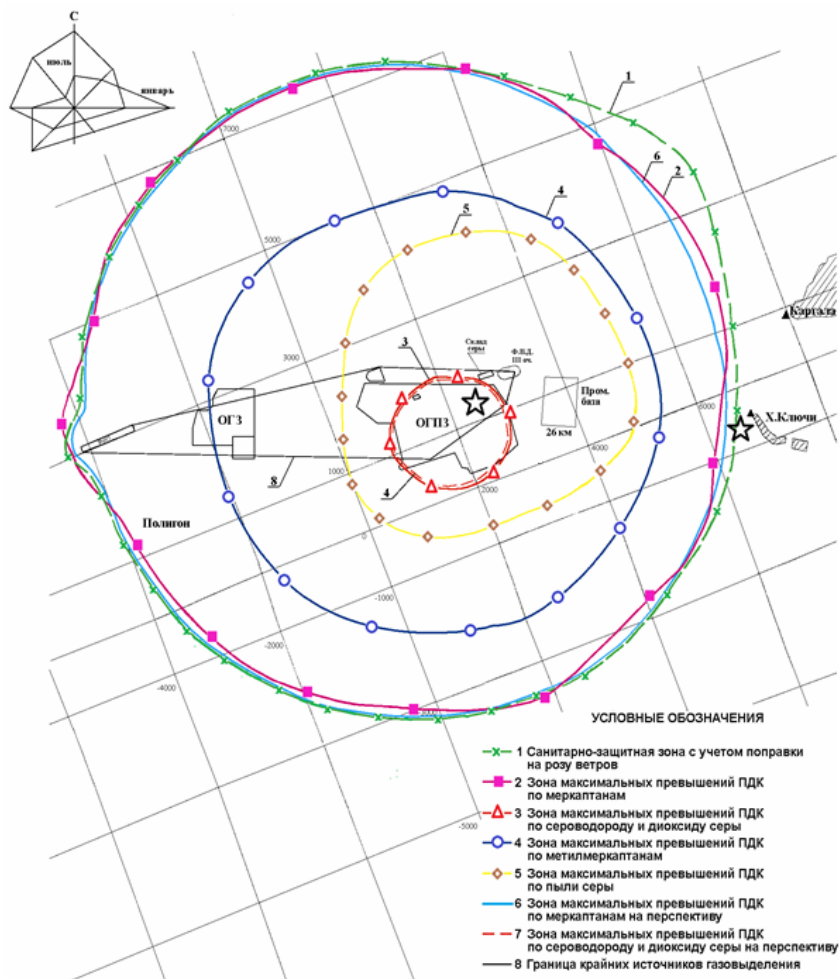 С
июль
январь
1
7000
6
2
4
5
5000
Каргала
3
Склад
серы
Ф.В.Д.
III оч.
3000
Пром.
база
ОГЗ
ОГПЗ
Х.Ключи
6000
26 км
4000
1000
8
4
2000
Полигон
0
-1000
-2000
-4000
-5000
УСЛОВНЫЕ ОБОЗНАЧЕНИЯ
1 Санитарно-защитная зона с учетом поправки
на розу ветров
2 Зона максимальных превышений ПДК
по меркаптанам
3 Зона максимальных превышений ПДК
по сероводороду и диоксиду серы
4 Зона максимальных превышений ПДК
по метилмеркаптанам
5 Зона максимальных превышений ПДК
по пыли серы
6 Зона максимальных превышений ПДК
по меркаптанам на перспективу
7 Зона максимальных превышений ПДК
по сероводороду и диоксиду серы на перспективу
8 Граница крайних источников газовыделения